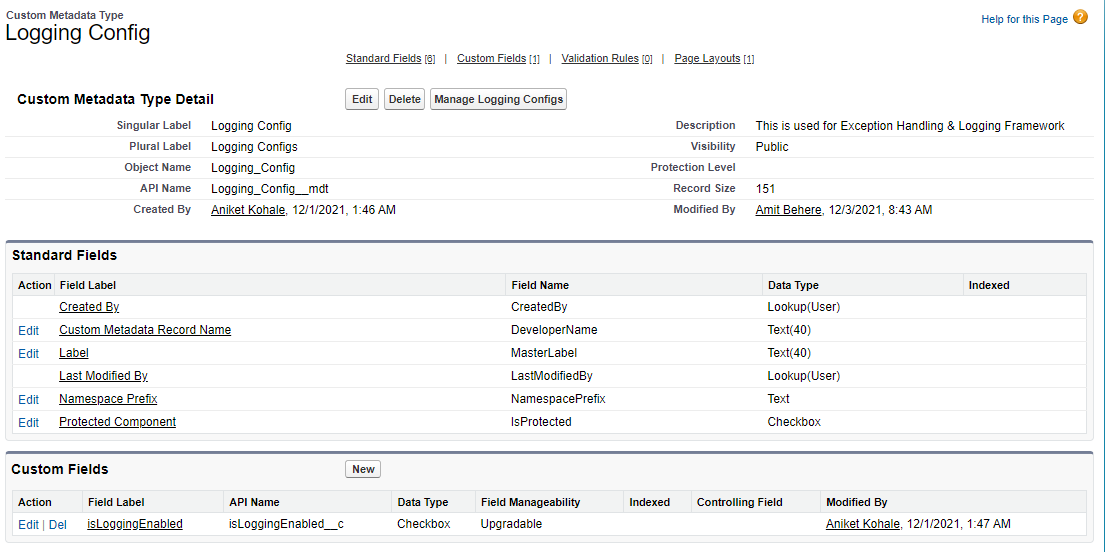 Custom Metadata Type
Logging Config
Help for this Page ?
Standard Fields [6] | Custom Fields [1] | Validation Rules [0] | Page Layouts [1]
Custom Metadata Type Detail Edit Delete Manage Logging Configs
Singular Label Logging Config Description This is used for Exception Handling & Logging Framework
Plural Label Logging Configs Visibility Public
Object Name Logging_Config Protection Level
API Name Logging_Config__mdt Record Size 151
Created By Aniket Kohale, 12/1/2021, 1:46 AM Modified By Amit Behere, 12/3/2021, 8:43 AM
Standard Fields
Action Field Label Field Name Data Type Indexed
Created By CreatedBy Lookup(User)
Edit Custom Metadata Record Name DeveloperName Text(40)
Edit Label MasterLabel Text(40)
Last Modified By LastModifiedBy Lookup(User)
Edit Namespace Prefix NamespacePrefix Text
Edit Protected Component IsProtected Checkbox
Custom Fields New
Action Field Label API Name Data Type Field Manageability Indexed Controlling Field Modified By
Edit | Del isLoggingEnabled isLoggingEnabled__c Checkbox Upgradable Aniket Kohale, 12/1/2021, 1:47 AM